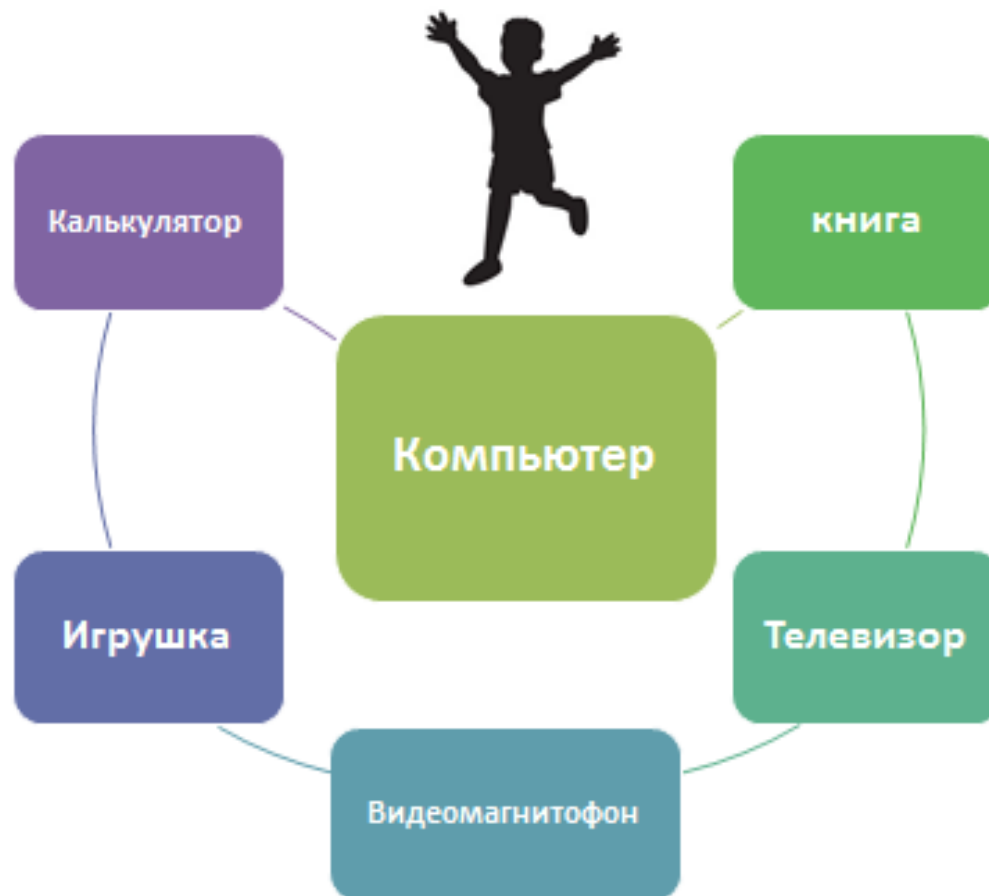 Калькулятор
книга
Компьютер
Игрушка
Телевизор
Видеомагнитофон